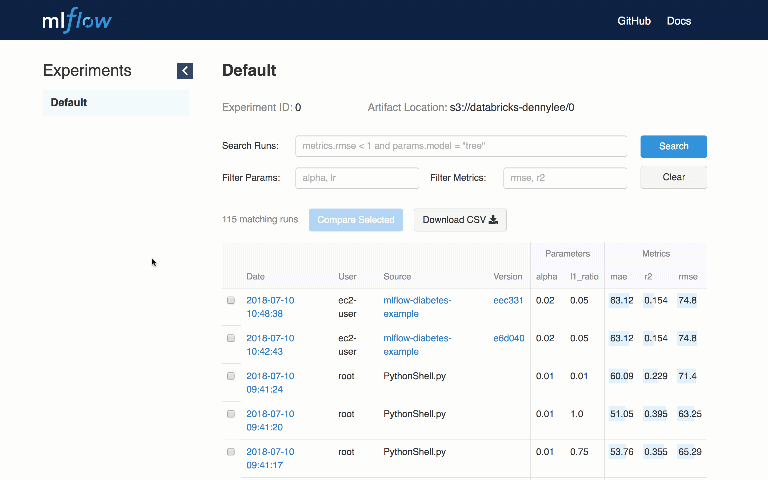 mlflow GitHub Docs
Experiments
Default
Default
Experiment ID: 0 Artifact Location: s3://databricks-dennylee/0
Search Runs: metrics.rmse < 1 and params.model = "tree" Search
Filter Params: alpha, lr Filter Metrics: rmse, r2 Clear
115 matching runs Compare Selected Download CSV
Parameters Metrics
Date User Source Version alpha l1_ratio mae r2 rmse
2018-07-10 ec2- mlflow-diabetes- eec331 0.02 0.05 63.12 0.154 74.8
10:48:38 user example
2018-07-10 ec2- mlflow-diabetes- e6d040 0.02 0.05 63.12 0.154 74.8
10:42:43 user example
2018-07-10 root PythonShell.py 0.01 0.01 60.09 0.229 71.4
09:41:24
2018-07-10 root PythonShell.py 0.01 1.0 51.05 0.395 63.25
09:41:20
2018-07-10 root PythonShell.py 0.01 0.75 53.76 0.355 65.29
09:41:17